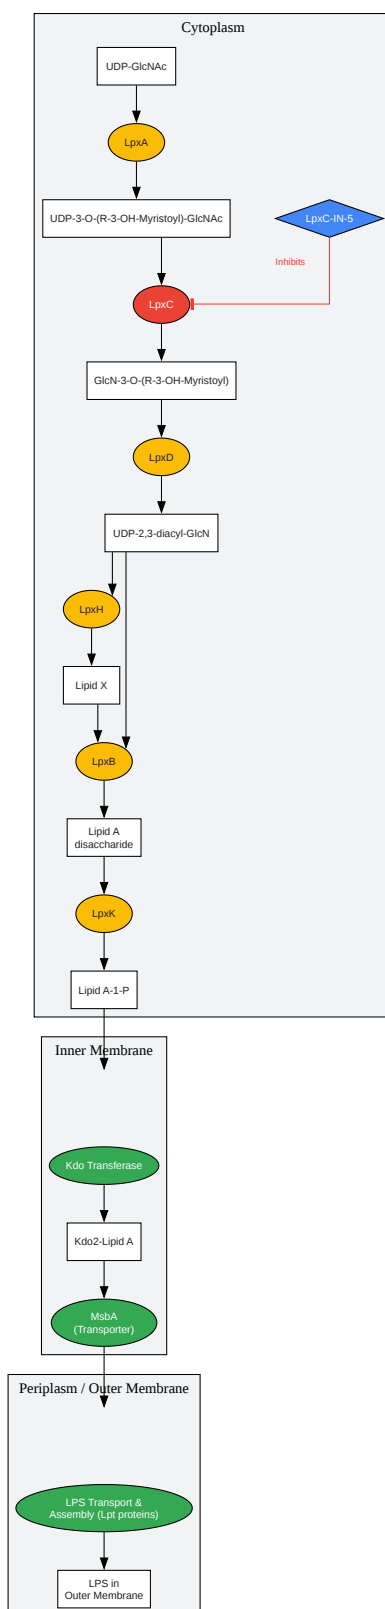 Cytoplasm
UDP-GlcNAc
LpxA
UDP-3-O-(R-3-OH-Myristoyl)-GlcNAc
LpxC-IN-5
Inhibits
LpxC
GlcN-3-O-(R-3-OH-Myristoyl)
LpxD
UDP-2,3-diacyl-GlcN
LpxH
Lipid X
LpxB
Lipid A
disaccharide
LpxK
Lipid A-1-P
Inner Membrane
Kdo Transferase
Kdo2-Lipid A
MsbA
(Transporter)
Periplasm / Outer Membrane
LPS Transport &
Assembly (Lpt proteins)
LPS in
Outer Membrane